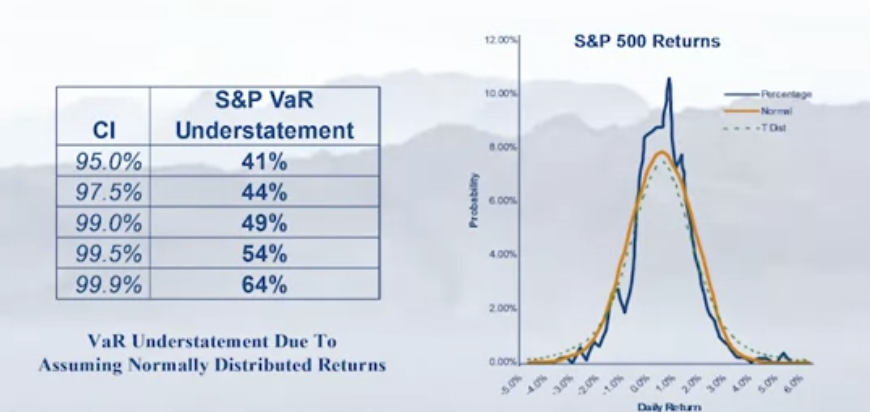 CI
S&P VaR
Understatement
95.0% 41%
97.5% 44%
99.0% 49%
99.5% 54%
99.9% 64%
VaR Understatement Due To
Assuming Normally Distributed Returns
S&P 500 Returns
12.00%
10.00%
8.00%
6.00%
4.00%
2.00%
0.00%
Probability
Percentage
Normal
T Dist
-5.0% -4.0% -3.0% -2.0% -1.0% 0.0% 1.0% 2.0% 3.0% 4.0% 5.0% 6.0%
Daily Return